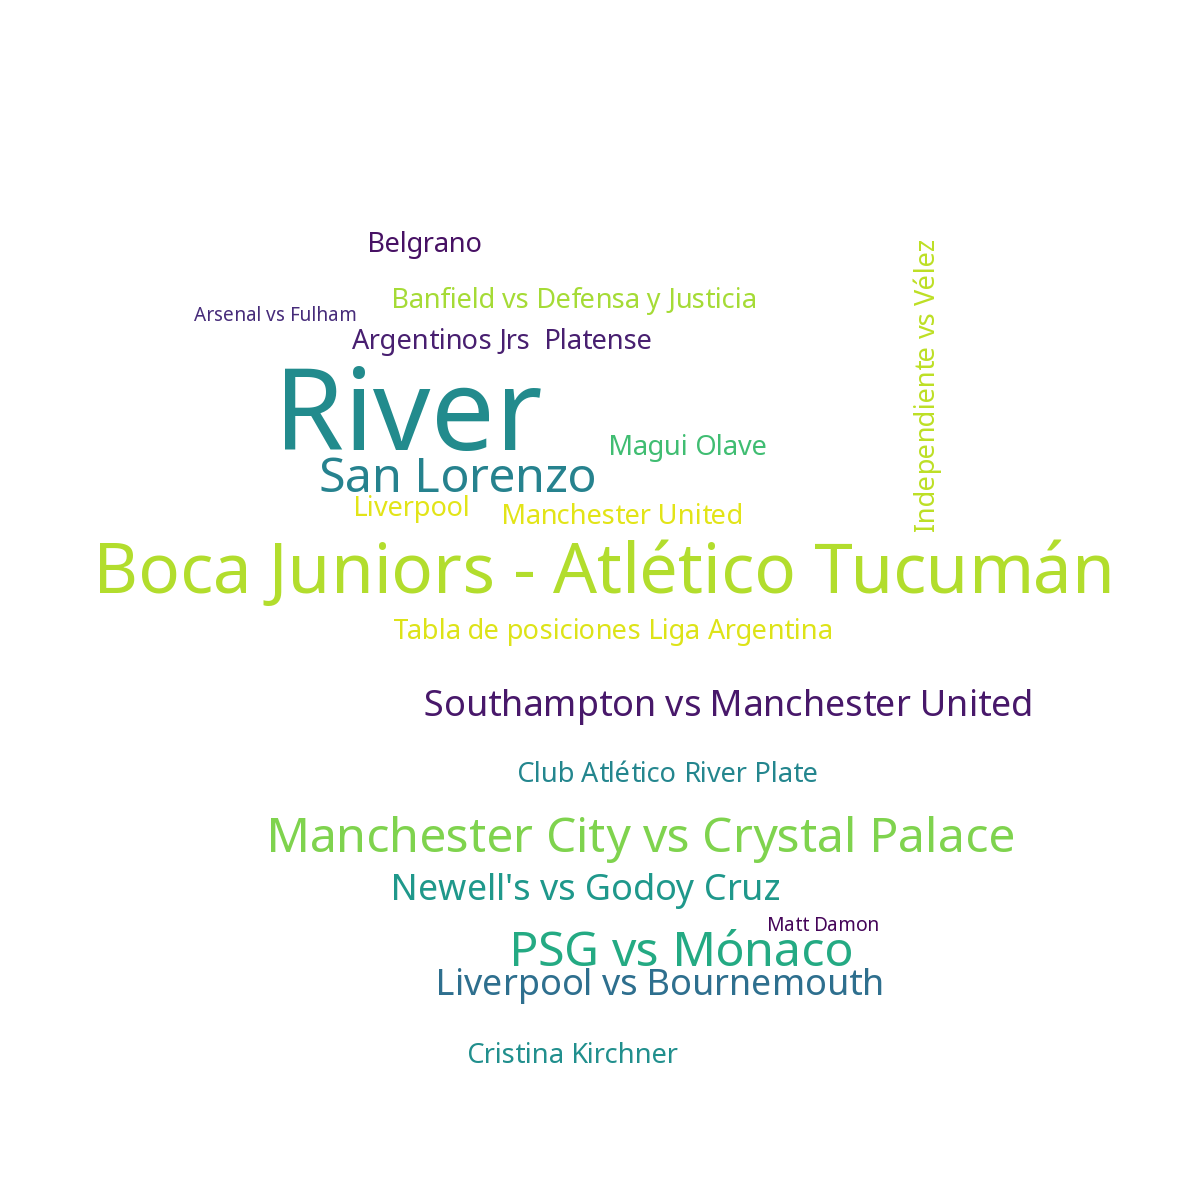 Belgrano
Independiente vs Vélez
Banfield vs Defensa y Justicia
Arsenal vs Fulham
Argentinos Jrs  Platense
River
Magui Olave
San Lorenzo
Liverpool
Manchester United
Boca Juniors - Atlético Tucumán
Tabla de posiciones Liga Argentina
Southampton vs Manchester United
Club Atlético River Plate
Manchester City vs Crystal Palace
Newell's vs Godoy Cruz
Matt Damon
PSG vs Mónaco
Liverpool vs Bournemouth
Cristina Kirchner